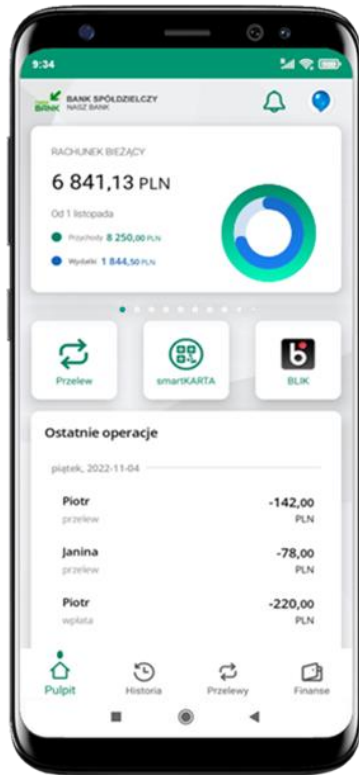 9:34
BANK
BANK SPÓŁDZIELCZY
NASZ BANK
RACHUNEK BIEŻĄCY
6 841,13 PLN
Od 1 listopada
Przychody 8 250,00 PLN
Wydatki 1 844,50 PLN
Przelew
smartKARTA
BLIK
Ostatnie operacje
piątek, 2022-11-04
Piotr -142,00
przelew PLN
Janina -78,00
przelew PLN
Piotr -220,00
wpłata PLN
Pulpit Historia Przelewy Finanse